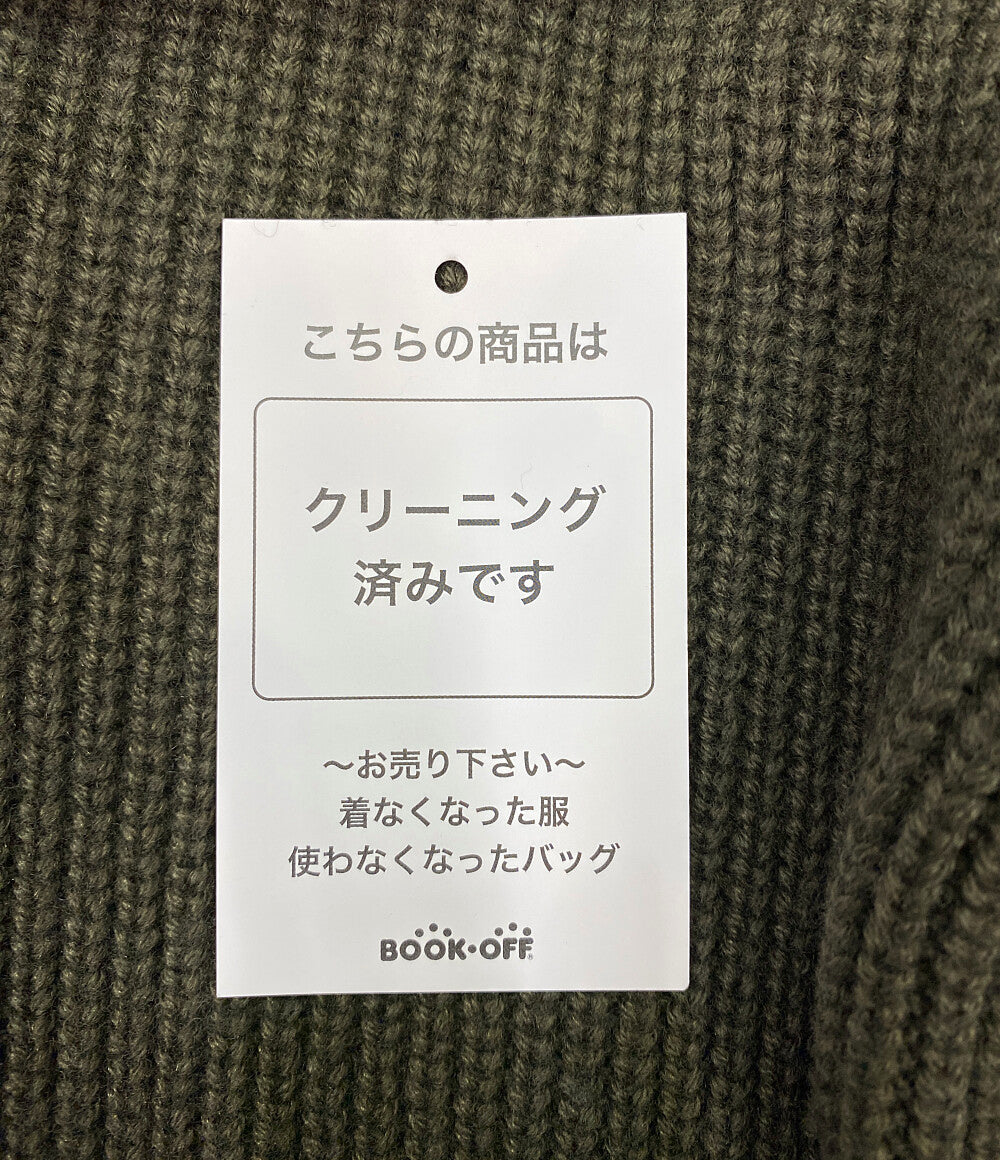 こちらの商品は
クリーニング
済みです
〜お売り下さい〜
着なくなった服
使わなくなったバッグ
BOOK・OFF®